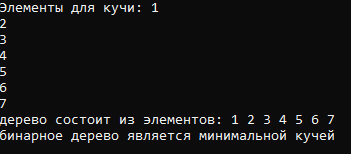 Элементы для кучи: 1
2
3
4
5
6
7
дерево состоит из элементов: 1 2 3 4 5 6 7
бинарное дерево является минимальной кучей